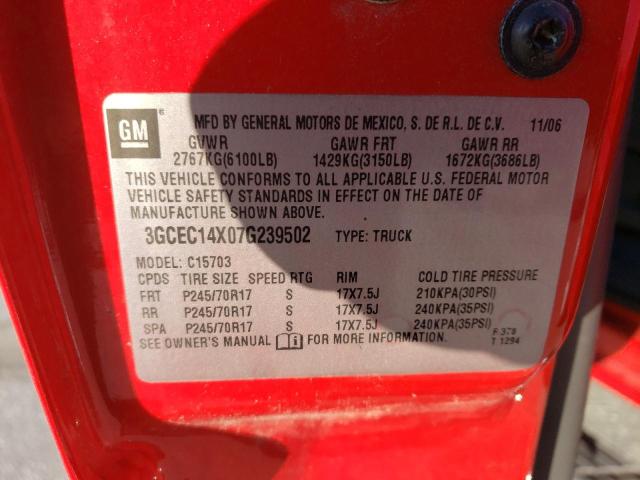 GM ® MFD BY GENERAL MOTORS DE MEXICO, S. DE R.L. DE C.V. 11/06
GVWR GAWR FRT GAWR RR
2767KG(6100LB) 1429KG(3150LB) 1672KG(3686LB)
THIS VEHICLE CONFORMS TO ALL APPLICABLE U.S. FEDERAL MOTOR
VEHICLE SAFETY STANDARDS IN EFFECT ON THE DATE OF
MANUFACTURE SHOWN ABOVE.
3GCEC14X07G239502 TYPE: TRUCK
MODEL: C15703
CPDS TIRE SIZE SPEED RTG RIM COLD TIRE PRESSURE
FRT P245/70R17 S 17X7.5J 210KPA(30PSI)
RR P245/70R17 S 17X7.5J 240KPA(35PSI)
SPA P245/70R17 S 17X7.5J 240KPA(35PSI)
SEE OWNER'S MANUAL FOR MORE INFORMATION.
F 378
T 1294